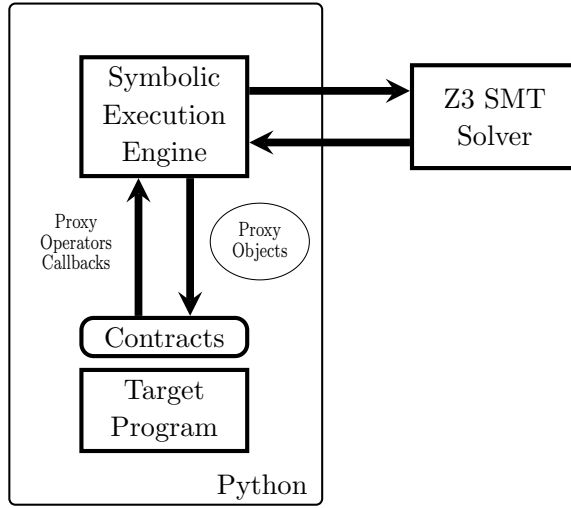 Symbolic
Execution
Engine
Z3 SMT
Solver
Proxy
Operators
Callbacks
Proxy
Objects
Contracts
Target
Program
Python